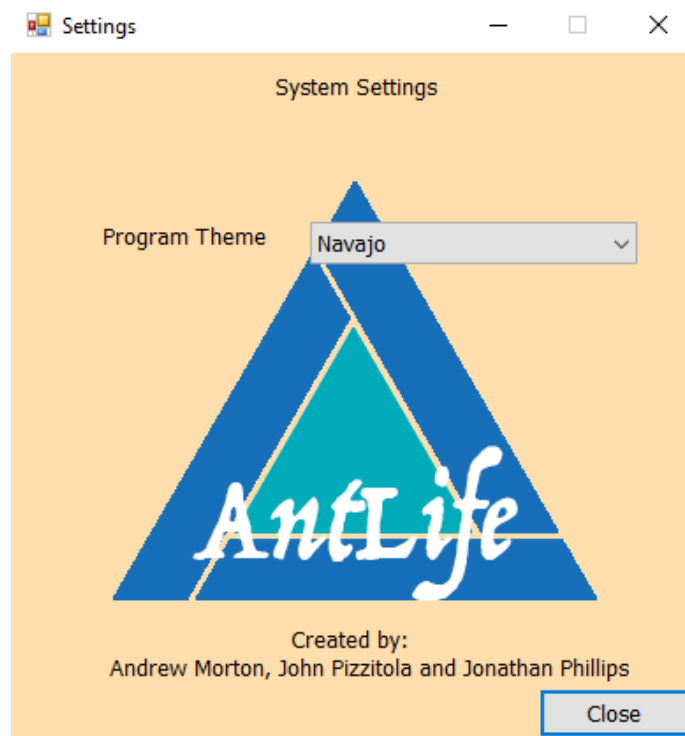 Settings
System Settings
Program Theme
Navajo
AntLife
Created by:
Andrew Morton, John Pizzitola and Jonathan Phillips
Close